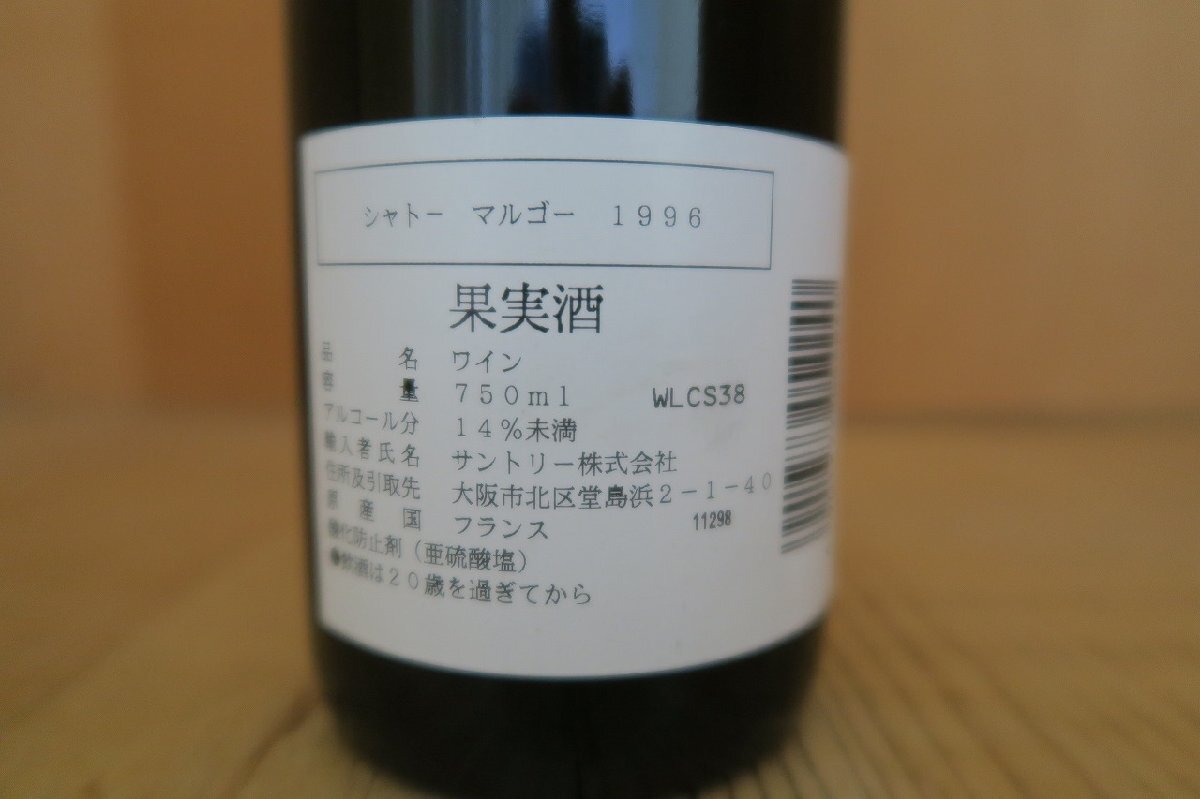 シャトー マルゴー 1996
果実酒
品名 ワイン
容量 750ml WLCS38
アルコール分 14%未満
輸入者氏名 サントリー株式会社
住所及引取先 大阪市北区堂島浜2-1-40
原産国 フランス 11298
酸化防止剤(亜硫酸塩)
●飲酒は20歳を過ぎてから